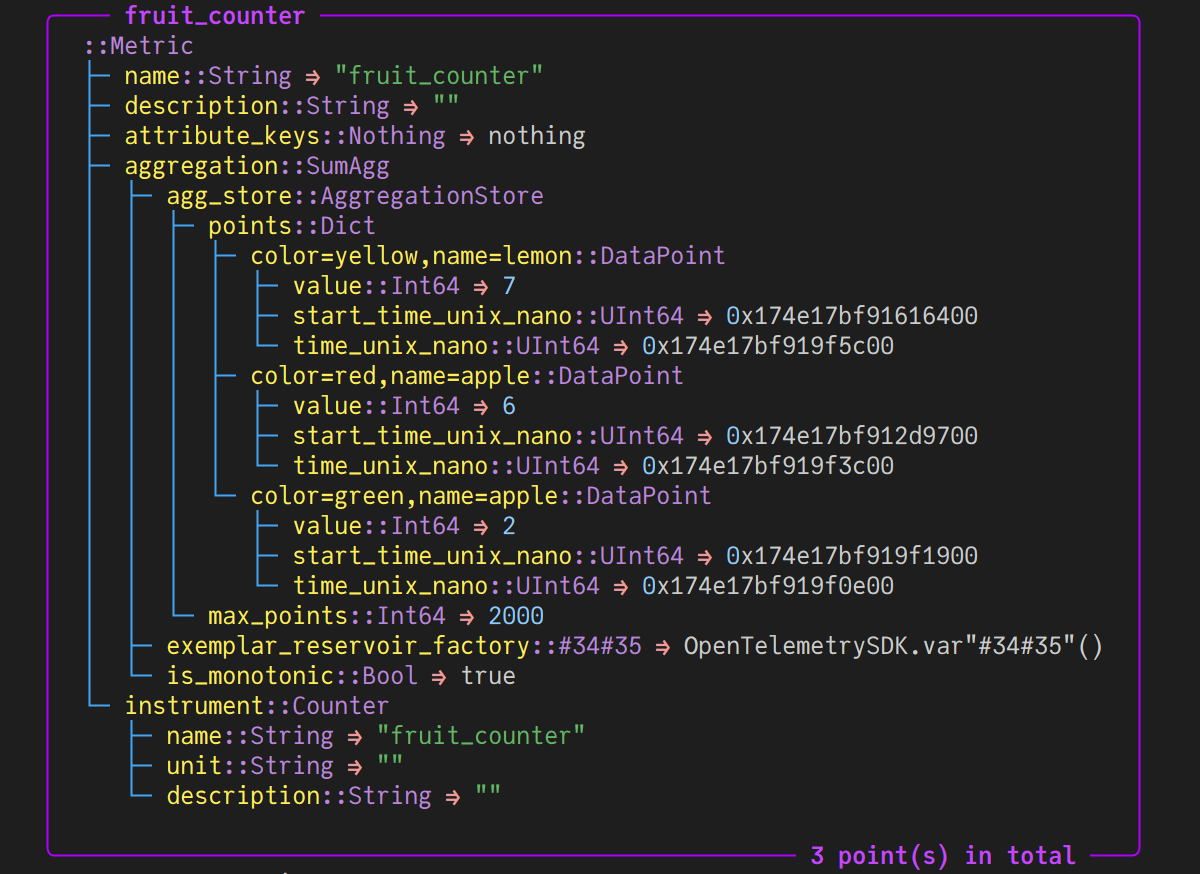 fruit_counter
::Metric
name::String ⇒ "fruit_counter"
description::String ⇒ ""
attribute_keys::Nothing ⇒ nothing
aggregation::SumAgg
agg_store::AggregationStore
points::Dict
color=yellow,name=lemon::DataPoint
value::Int64 ⇒ 7
start_time_unix_nano::UInt64 ⇒ 0x174e17bf91616400
time_unix_nano::UInt64 ⇒ 0x174e17bf919f5c00
color=red,name=apple::DataPoint
value::Int64 ⇒ 6
start_time_unix_nano::UInt64 ⇒ 0x174e17bf912d9700
time_unix_nano::UInt64 ⇒ 0x174e17bf919f3c00
color=green,name=apple::DataPoint
value::Int64 ⇒ 2
start_time_unix_nano::UInt64 ⇒ 0x174e17bf919f1900
time_unix_nano::UInt64 ⇒ 0x174e17bf919f0e00
max_points::Int64 ⇒ 2000
exemplar_reservoir_factory::#34#35 ⇒ OpenTelemetrySDK.var"#34#35"()
is_monotonic::Bool ⇒ true
instrument::Counter
name::String ⇒ "fruit_counter"
unit::String ⇒ ""
description::String ⇒ ""
3 point(s) in total